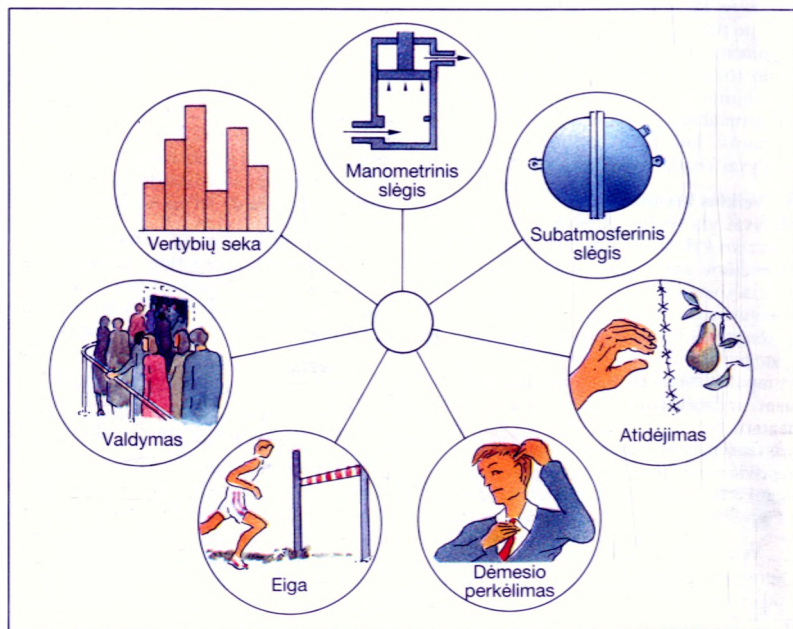 Manometrinis
slėgis
Vertybių seka
Subatmosferinis
slėgis
Valdymas
Atidėjimas
Eiga
Dėmesio
perkėlimas